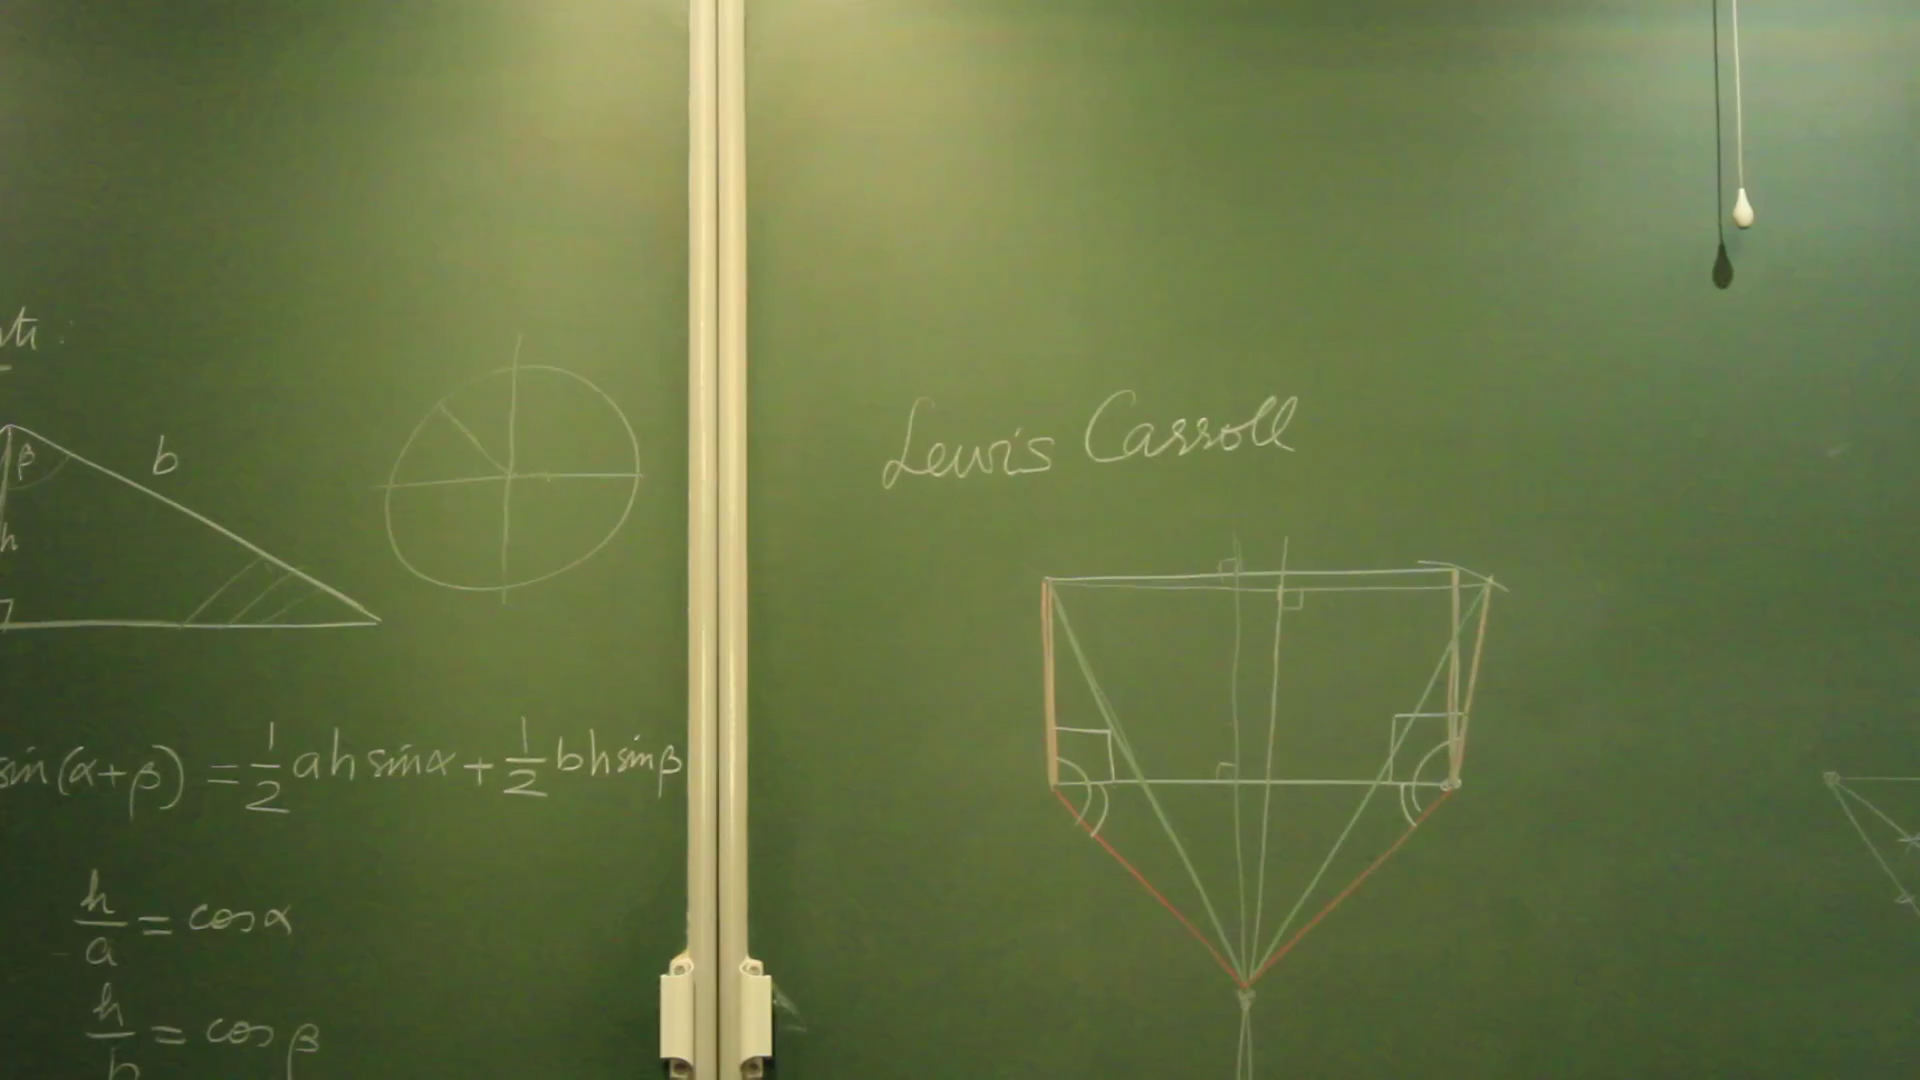 β
b
h
Lewis Carroll
sin(α+β) = 1/2 ah sinα + 1/2 bh sinβ
h/a = cosα
h/b = cosβ